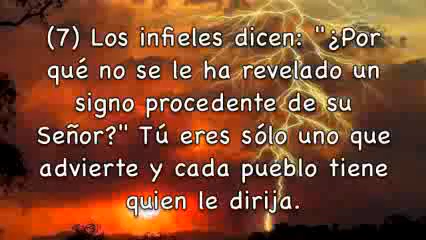 (7) Los infieles dicen: "¿Por
qué no se le ha revelado un
signo procedente de su
Señor?" Tú eres sólo uno que
advierte y cada pueblo tiene
quien le dirija.